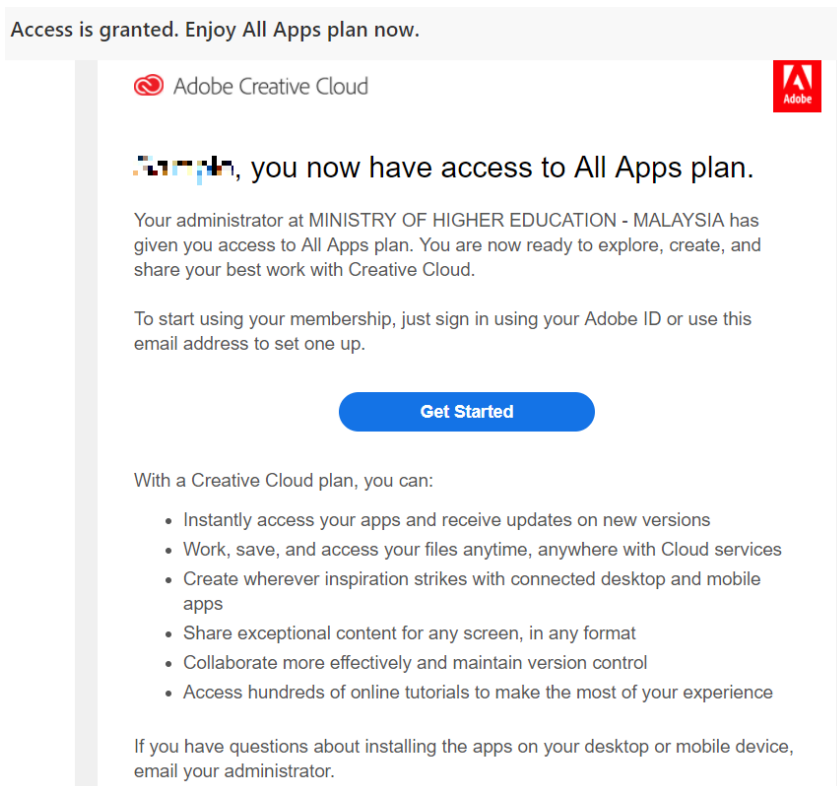 Access is granted. Enjoy All Apps plan now.
Adobe Creative Cloud
Adobe
, you now have access to All Apps plan.
Your administrator at MINISTRY OF HIGHER EDUCATION - MALAYSIA has
given you access to All Apps plan. You are now ready to explore, create, and
share your best work with Creative Cloud.
To start using your membership, just sign in using your Adobe ID or use this
email address to set one up.
Get Started
With a Creative Cloud plan, you can:
• Instantly access your apps and receive updates on new versions
• Work, save, and access your files anytime, anywhere with Cloud services
• Create wherever inspiration strikes with connected desktop and mobile
apps
• Share exceptional content for any screen, in any format
• Collaborate more effectively and maintain version control
• Access hundreds of online tutorials to make the most of your experience
If you have questions about installing the apps on your desktop or mobile device,
email your administrator.